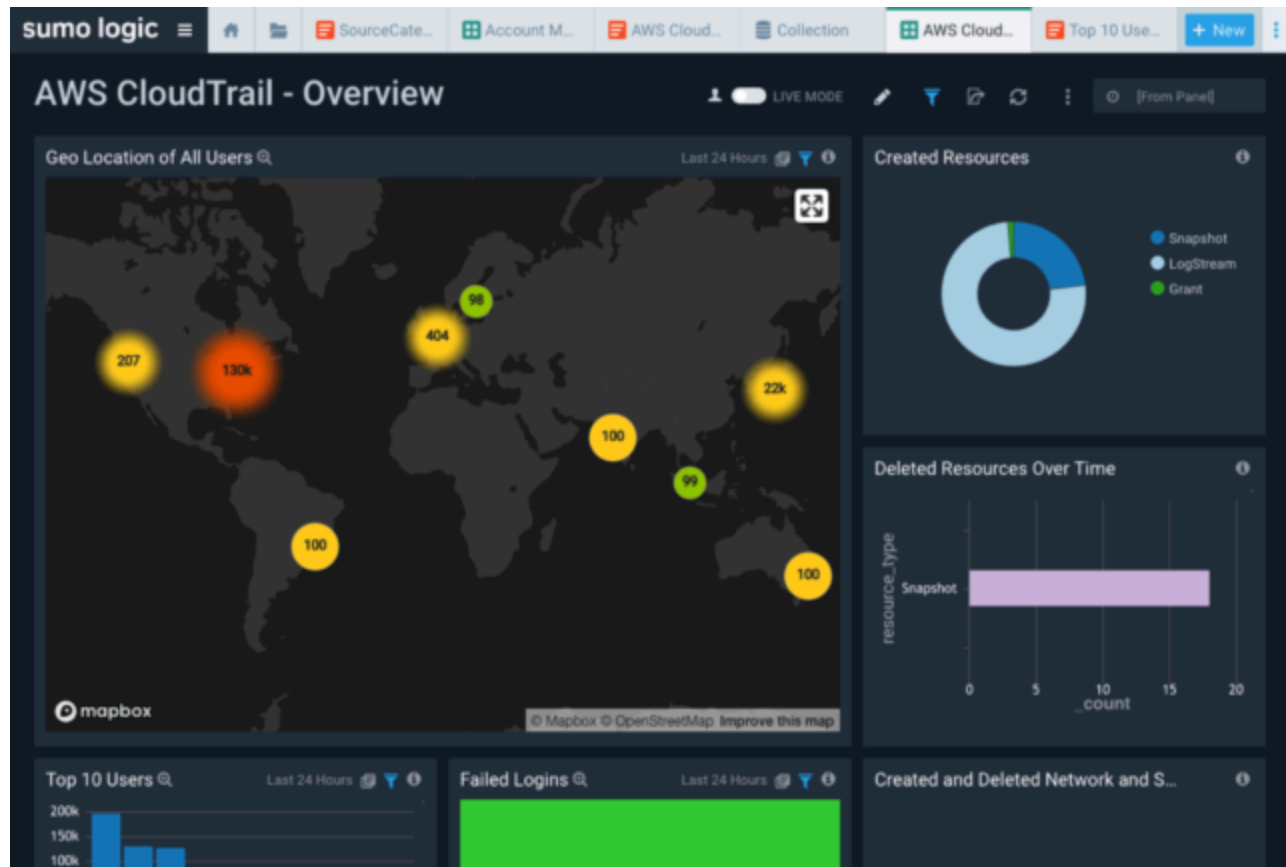 sumo logic
SourceCate...
Account M...
AWS Cloud...
Collection
AWS Cloud...
Top 10 Use...
+ New
AWS CloudTrail - Overview
LIVE MODE
[From Panel]
Geo Location of All Users
Last 24 Hours
98
404
207
130k
22k
100
99
100
100
mapbox
© Mapbox © OpenStreetMap Improve this map
Created Resources
Snapshot
LogStream
Grant
Deleted Resources Over Time
resource_type
Snapshot
0 5 10 15 20
_count
Top 10 Users
Last 24 Hours
200k
150k
100k
Failed Logins
Last 24 Hours
Created and Deleted Network and S...